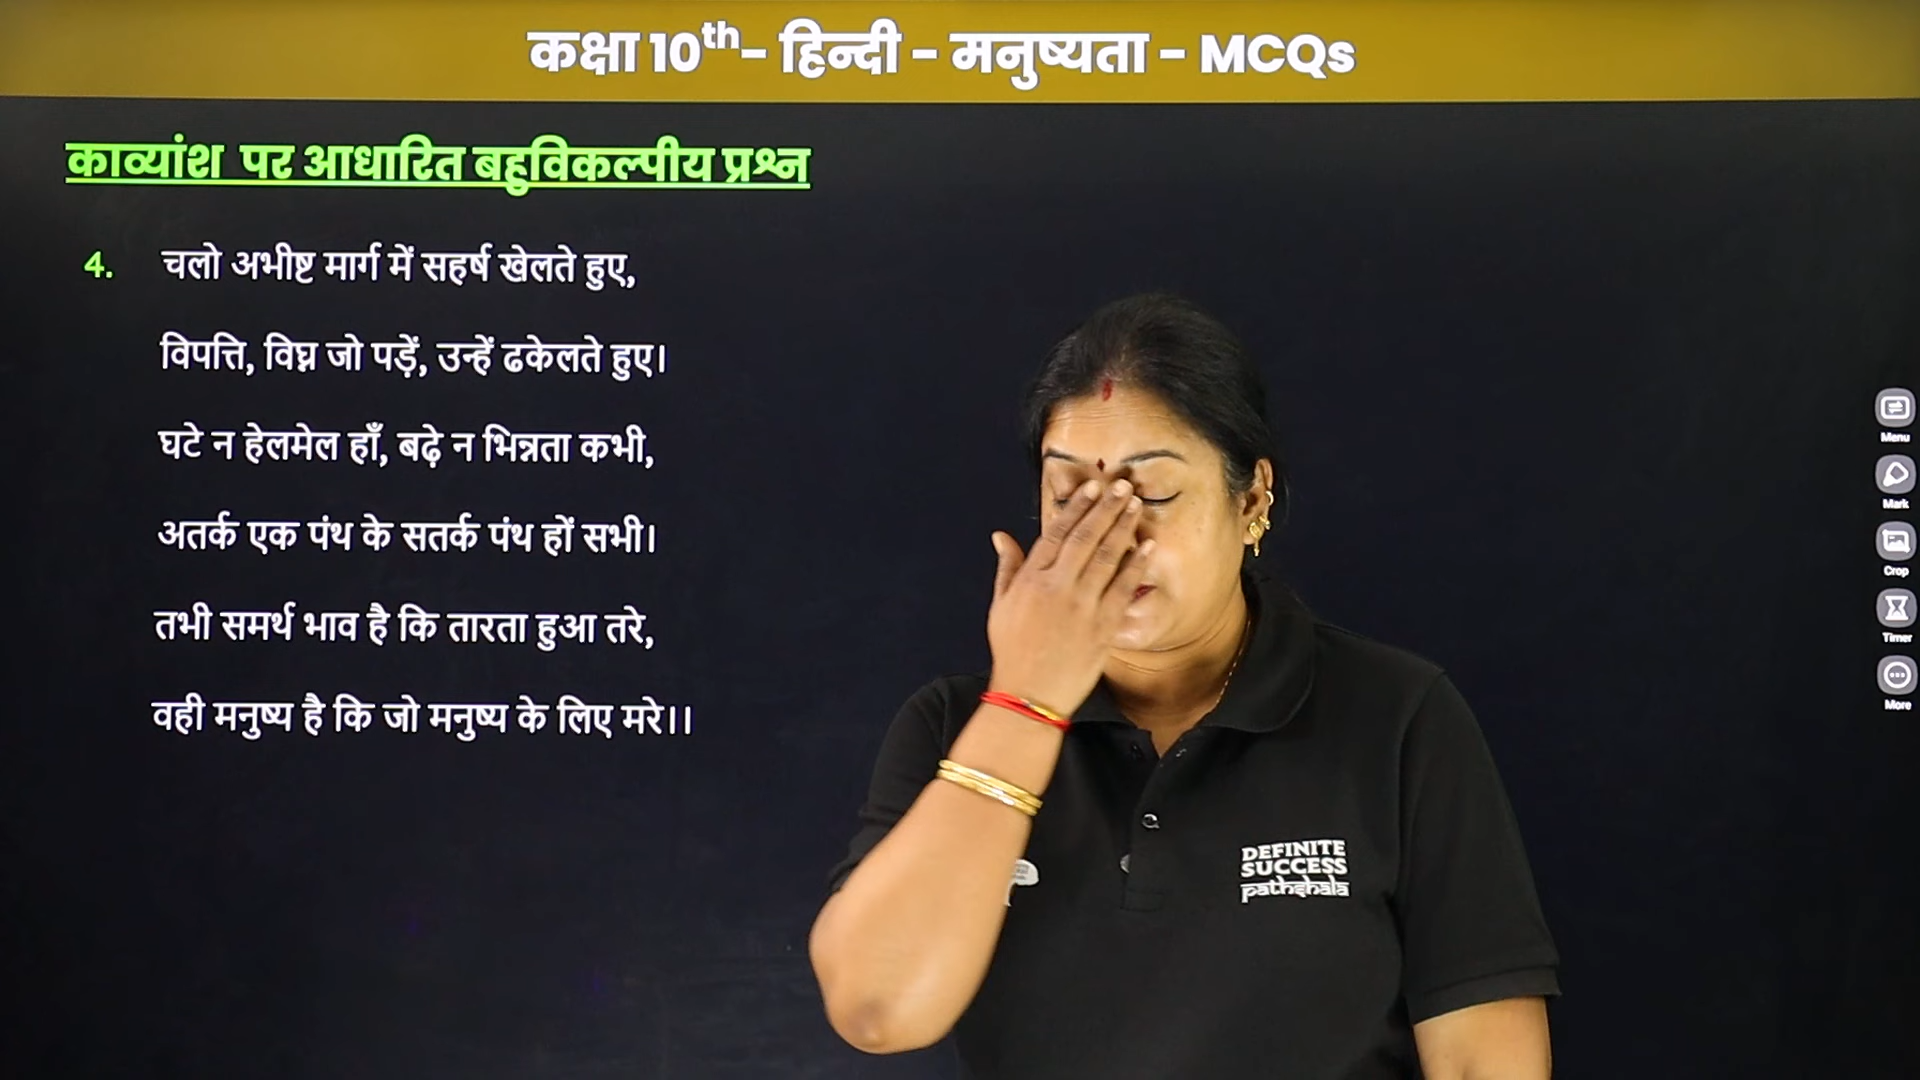 कक्षा 10th- हिन्दी - मनुष्यता - MCQs
काव्यांश पर आधारित बहुविकल्पीय प्रश्न
4. चलो अभीष्ट मार्ग में सहर्ष खेलते हुए,
विपत्ति, विघ्न जो पड़ें, उन्हें ढकेलते हुए।
घटे न हेलमेल हाँ, बढ़े न भिन्नता कभी,
अतर्क एक पंथ के सतर्क पंथ हों सभी।
तभी समर्थ भाव है कि तारता हुआ तरे,
वही मनुष्य है कि जो मनुष्य के लिए मरे।।
Menu
Mark
Crop
Timer
More
DEFINITE
SUCCESS
pathshala